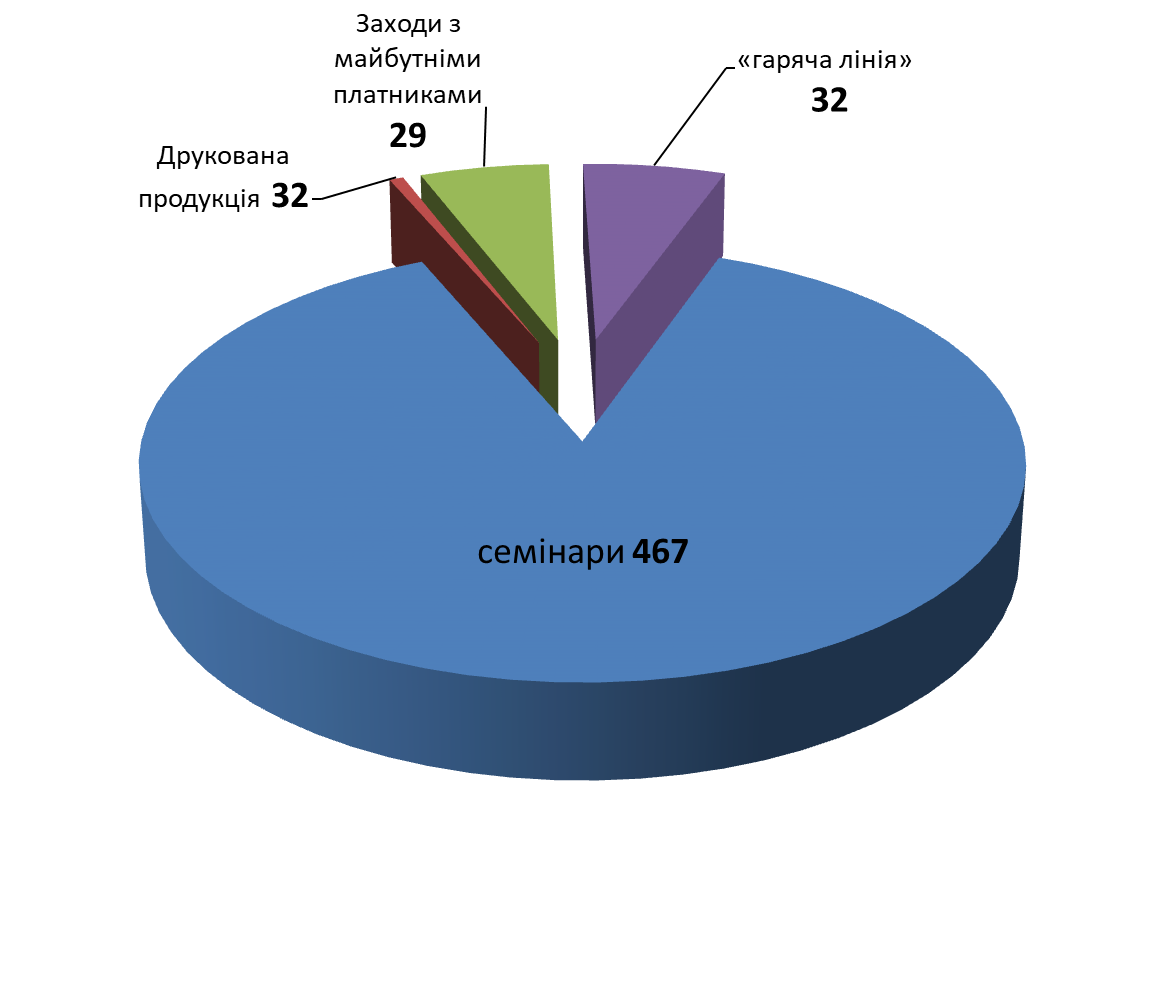 Заходи з
майбутніми
платниками
29
«гаряча лінія»
32
Друкована
продукція 32
семінари 467